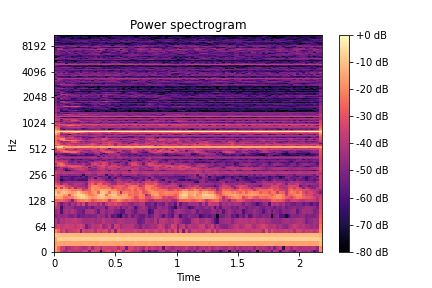 Power spectrogram
Hz
8192
4096
2048
1024
512
256
128
64
0
0
0.5
1
1.5
2
Time
+0 dB
-10 dB
-20 dB
-30 dB
-40 dB
-50 dB
-60 dB
-70 dB
-80 dB